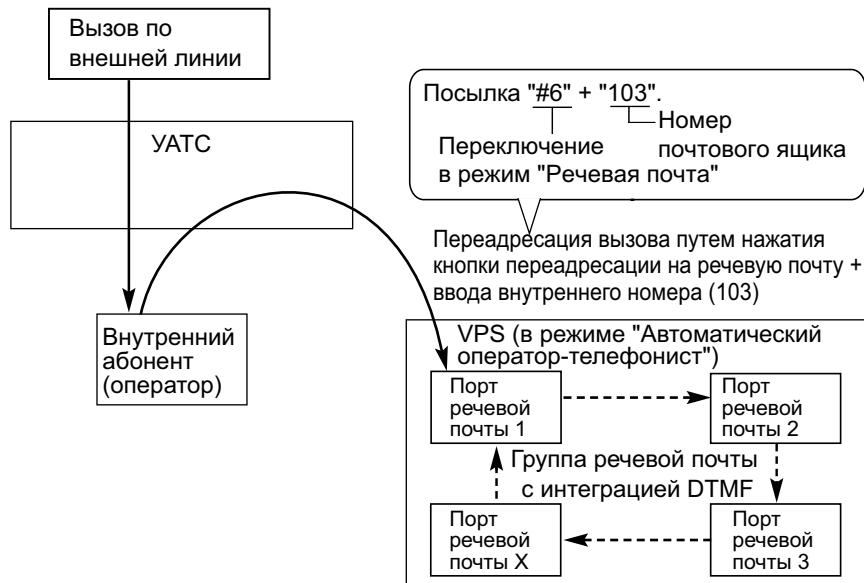 Вызов по
внешней линии
УАТС
Внутренний
абонент
(оператор)
Посылка "#6" + "103".
Номер
почтового ящика
Переключение
в режим "Речевая почта"
Переадресация вызова путем нажатия
кнопки переадресации на речевую почту +
ввода внутреннего номера (103)
VPS (в режиме "Автоматический
оператор-телефонист")
Порт
речевой
почты 1
Порт
речевой
почты 2
Группа речевой почты
с интеграцией DTMF
Порт
речевой
почты X
Порт
речевой
почты 3